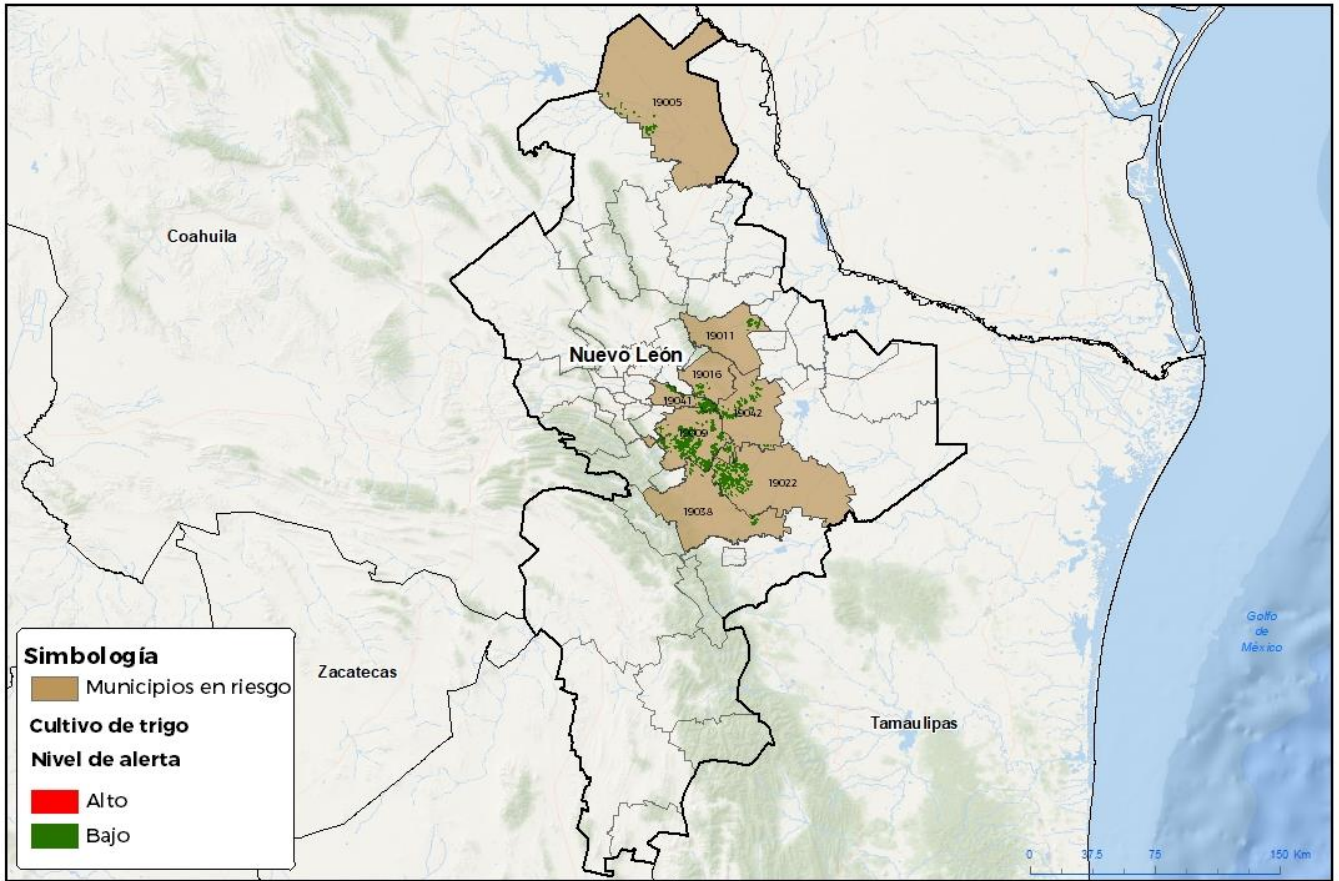 19005
Coahuila
19011
Nuevo León
19016
19041
19042
19009
19022
19038
Golfo
de
México
Simbología
Municipios en riesgo
Cultivo de trigo
Nivel de alerta
Alto
Bajo
Zacatecas
Tamaulipas
0 37.5 75 150 Km